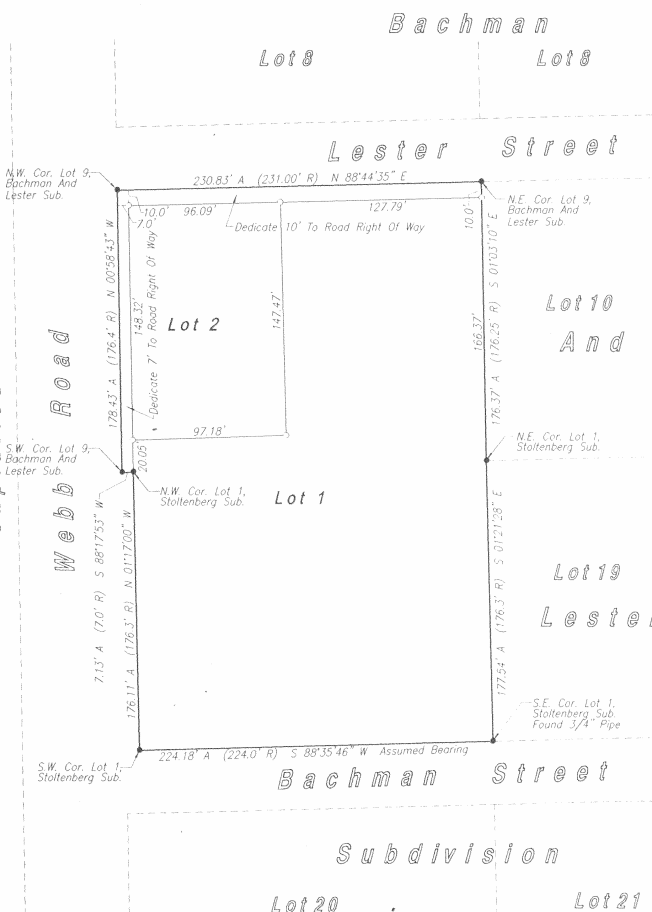 Bachman
Lot 8
Lot 8
Lester Street
N.W. Cor. Lot 9,
Bachman And
Lester Sub.
230.83' A (231.00' R) N 88°44'35" E
N.E. Cor. Lot 9,
Bachman And
Lester Sub.
10.0'
7.0'
96.09'
127.79'
10.0'
Dedicate 10' To Road Right Of Way
178.43' A (176.4' R) N 00°58'43" W
148.32'
Dedicate 7' To Road Right Of Way
Lot 2
147.47'
166.37'
176.37' A (176.25' R) S 01°03'10" E
Lot 10
And
Webb Road
97.18'
20.05'
S.W. Cor. Lot 9,
Bachman And
Lester Sub.
N.E. Cor. Lot 1,
Stoltenberg Sub.
N.W. Cor. Lot 1,
Stoltenberg Sub.
Lot 1
7.13' A (7.0' R) S 88°17'53" W
176.11' A (176.3' R) N 01°17'00" W
177.54' A (176.3' R) S 01°21'28" E
Lot 19
Lester
S.E. Cor. Lot 1,
Stoltenberg Sub.
Found 3/4" Pipe
224.18' A (224.0' R) S 88°35'46" W Assumed Bearing
S.W. Cor. Lot 1,
Stoltenberg Sub.
Bachman Street
Subdivision
Lot 20
Lot 21